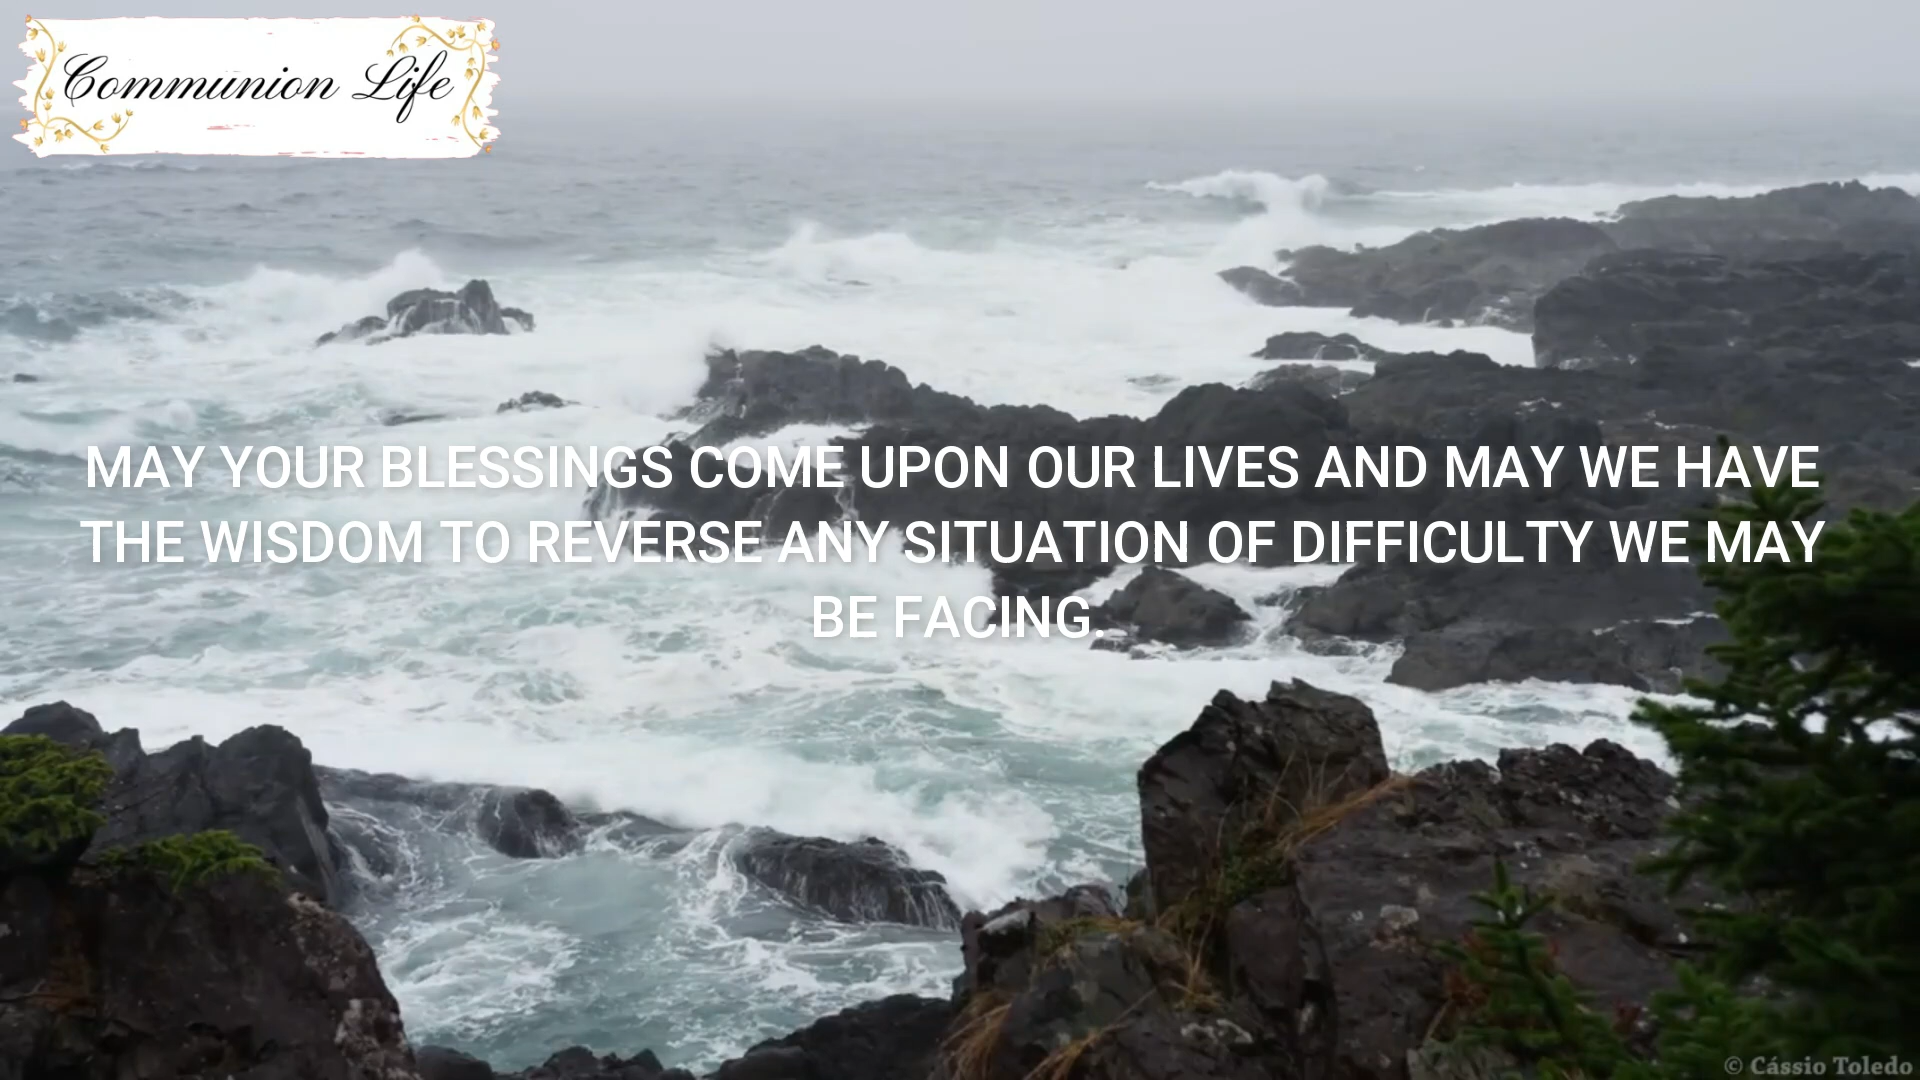 Communion Life
MAY YOUR BLESSINGS COME UPON OUR LIVES AND MAY WE HAVE
THE WISDOM TO REVERSE ANY SITUATION OF DIFFICULTY WE MAY
BE FACING.
© Cássio Toledo